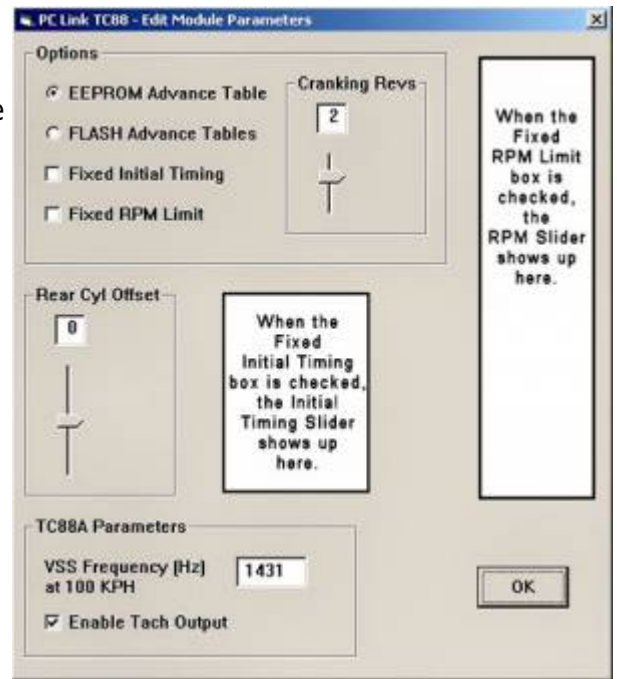 PC Link TC88 - Edit Module Parameters
Options
EEPROM Advance Table
FLASH Advance Tables
Fixed Initial Timing
Fixed RPM Limit
Cranking Revs
2
When the
Fixed
RPM Limit
box is
checked,
the
RPM Slider
shows up
here.
Rear Cyl Offset
0
When the
Fixed
Initial Timing
box is checked,
the Initial
Timing Slider
shows up
here.
TC88A Parameters
VSS Frequency (Hz)
at 100 KPH
1431
Enable Tach Output
OK
e